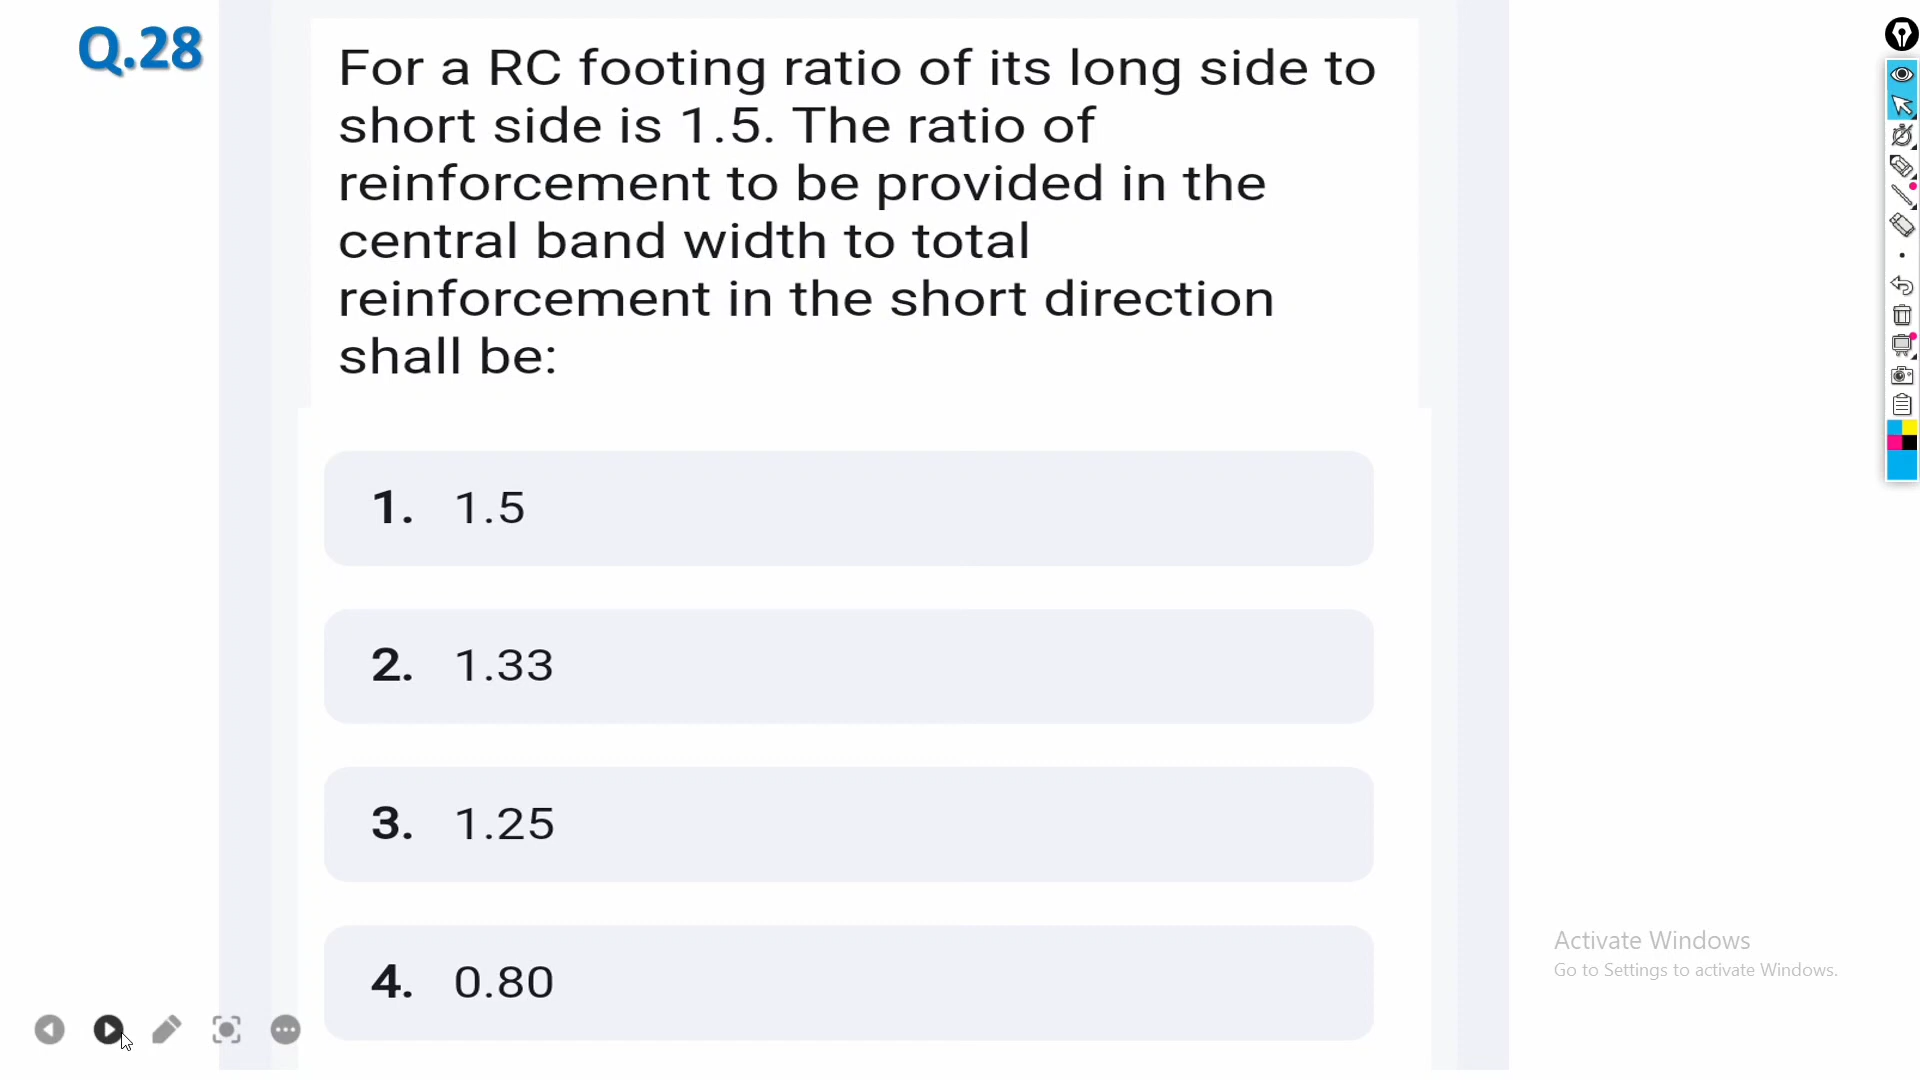 Q.28
For a RC footing ratio of its long side to
short side is 1.5. The ratio of
reinforcement to be provided in the
central band width to total
reinforcement in the short direction
shall be:
1. 1.5
2. 1.33
3. 1.25
4. 0.80
Activate Windows
Go to Settings to activate Windows.